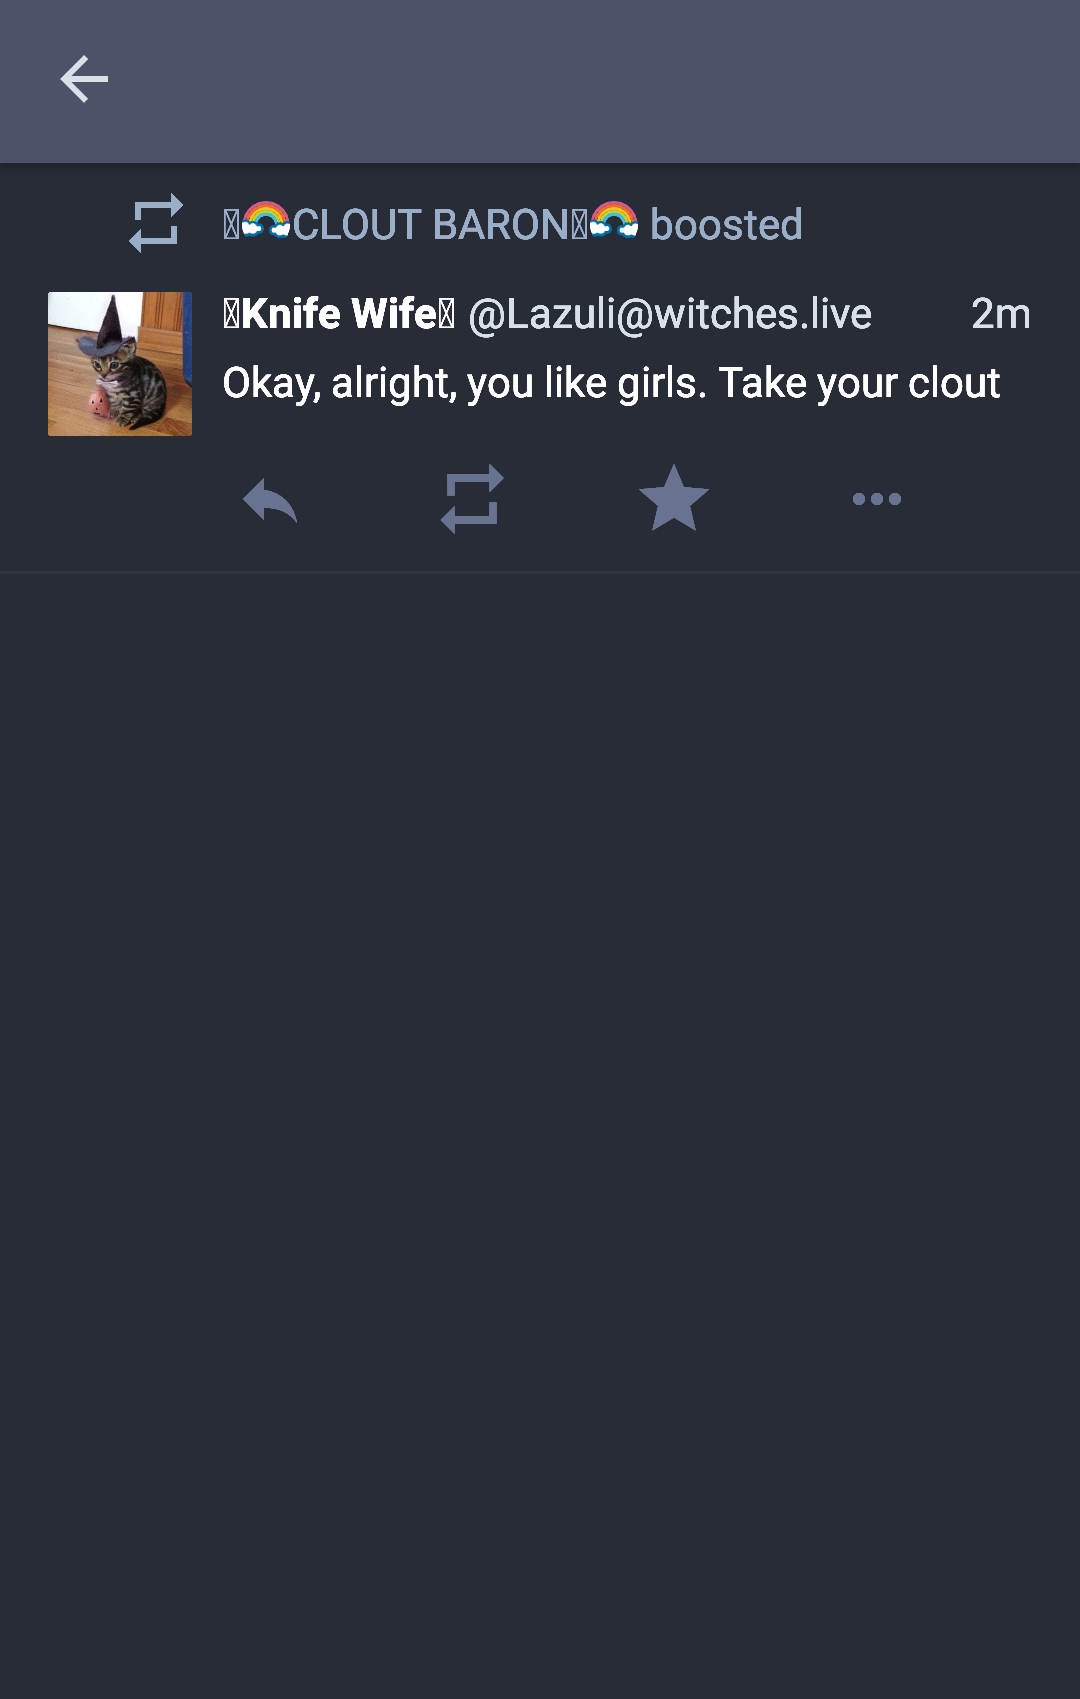 🌈CLOUT BARON🌈 boosted
Knife Wife @Lazuli@witches.live 2m
Okay, alright, you like girls. Take your clout